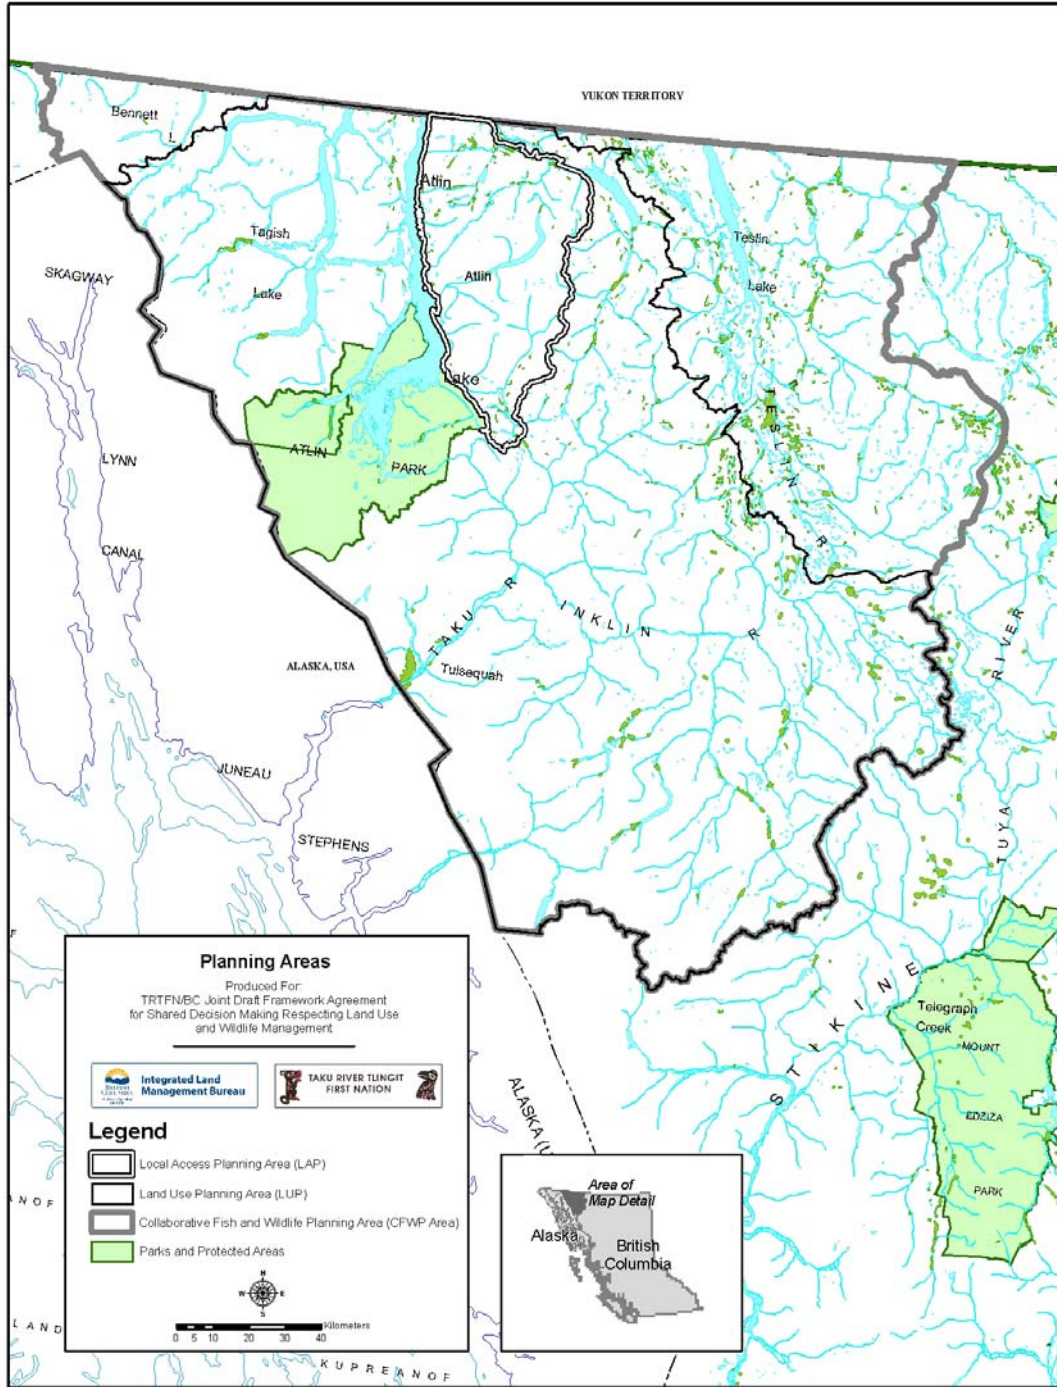 YUKON TERRITORY
Bennett
L
Atlin
Tagish
Teslin
SKAGWAY
Atlin
Lake
Lake
Lake
TESLIN R
ATLIN
LYNN
PARK
CANAL
TAKU R
INKLIN R
RIVER
ALASKA, USA
Tulsequah
JUNEAU
TUYA
STEPHENS
STIKINE
Planning Areas
Produced For:
TRTFN/BC Joint Draft Framework Agreement
for Shared Decision Making Respecting Land Use
and Wildlife Management
Telegraph
Creek
MOUNT
BRITISH
COLUMBIA
Integrated Land
Management Bureau
TAKU RIVER TLINGIT
FIRST NATION
ALASKA (U
EDZIZA
Legend
Local Access Planning Area (LAP)
Land Use Planning Area (LUP)
Collaborative Fish and Wildlife Planning Area (CFWP Area)
Parks and Protected Areas
PARK
Area of
Map Detail
Alaska
British
Columbia
N
W E
S
0 5 10 20 30 40 Kilometers
NOF
LAND
KUPREANOF